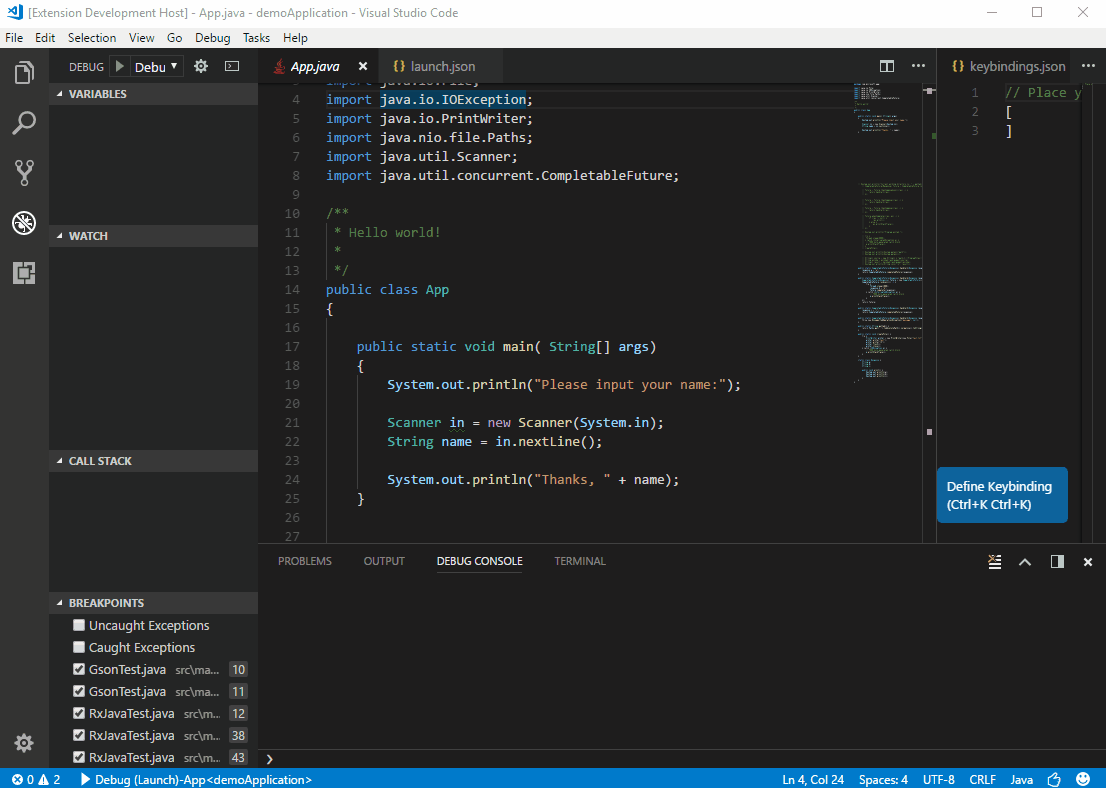 [Extension Development Host] - App.java - demoApplication - Visual Studio Code
File Edit Selection View Go Debug Tasks Help
DEBUG Debu
App.java
launch.json
keybindings.json
VARIABLES
WATCH
CALL STACK
BREAKPOINTS
Uncaught Exceptions
Caught Exceptions
GsonTest.java src\ma... 10
GsonTest.java src\ma... 11
RxJavaTest.java src\m... 12
RxJavaTest.java src\m... 38
RxJavaTest.java src\m... 43
4 import java.io.IOException;
5 import java.io.PrintWriter;
6 import java.nio.file.Paths;
7 import java.util.Scanner;
8 import java.util.concurrent.CompletableFuture;
9
10 /**
11 * Hello world!
12 *
13 */
14 public class App
15 {
16
17 public static void main( String[] args)
18 {
19 System.out.println("Please input your name:");
20
21 Scanner in = new Scanner(System.in);
22 String name = in.nextLine();
23
24 System.out.println("Thanks, " + name);
25 }
26
27
1 // Place y
2 [
3 ]
Define Keybinding
(Ctrl+K Ctrl+K)
PROBLEMS OUTPUT DEBUG CONSOLE TERMINAL
0 2 Debug (Launch)-App<demoApplication> Ln 4, Col 24 Spaces: 4 UTF-8 CRLF Java